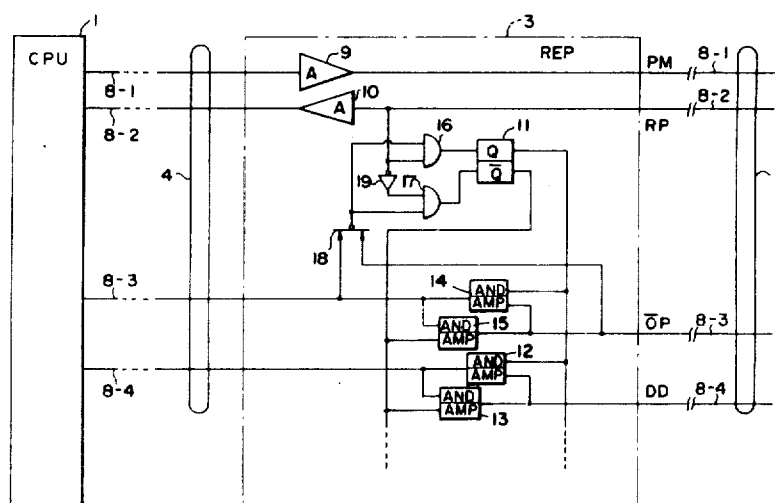 1
3
CPU
REP
9
A
PM
8-1
8-1
A
10
8-2
8-2
RP
16
11
4
Q
19
17
Q̅
18
8-3
14
AND
AMP
AND
15
AMP
O̅P
8-3
12
AND
AMP
8-4
AND
AMP
13
DD
8-4